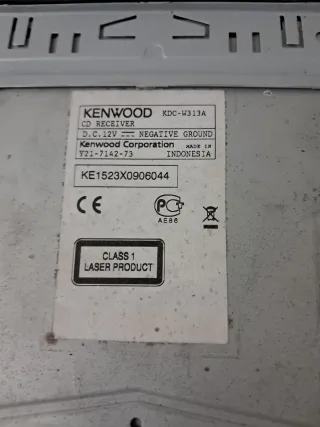 KENWOOD KDC-W313A
CD RECEIVER
D.C.12V NEGATIVE GROUND
Kenwood Corporation MADE IN
Y21-7142-73 INDONESIA
KE1523X0906044
CE
PG
AE86
CLASS 1
LASER PRODUCT